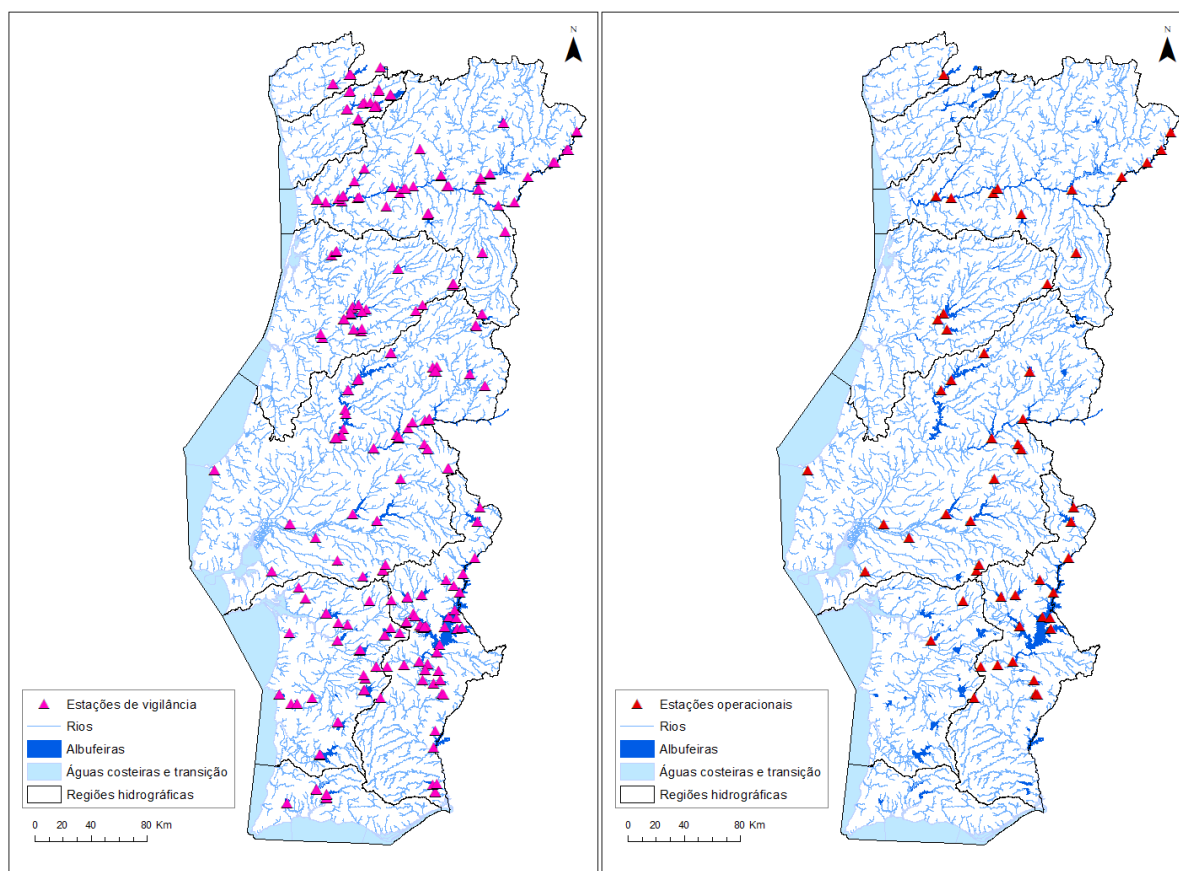 N
Estações de vigilância
Rios
Albufeiras
Águas costeiras e transição
Regiões hidrográficas
0 20 40 80 Km
N
Estações operacionais
Rios
Albufeiras
Águas costeiras e transição
Regiões hidrográficas
0 20 40 80 Km